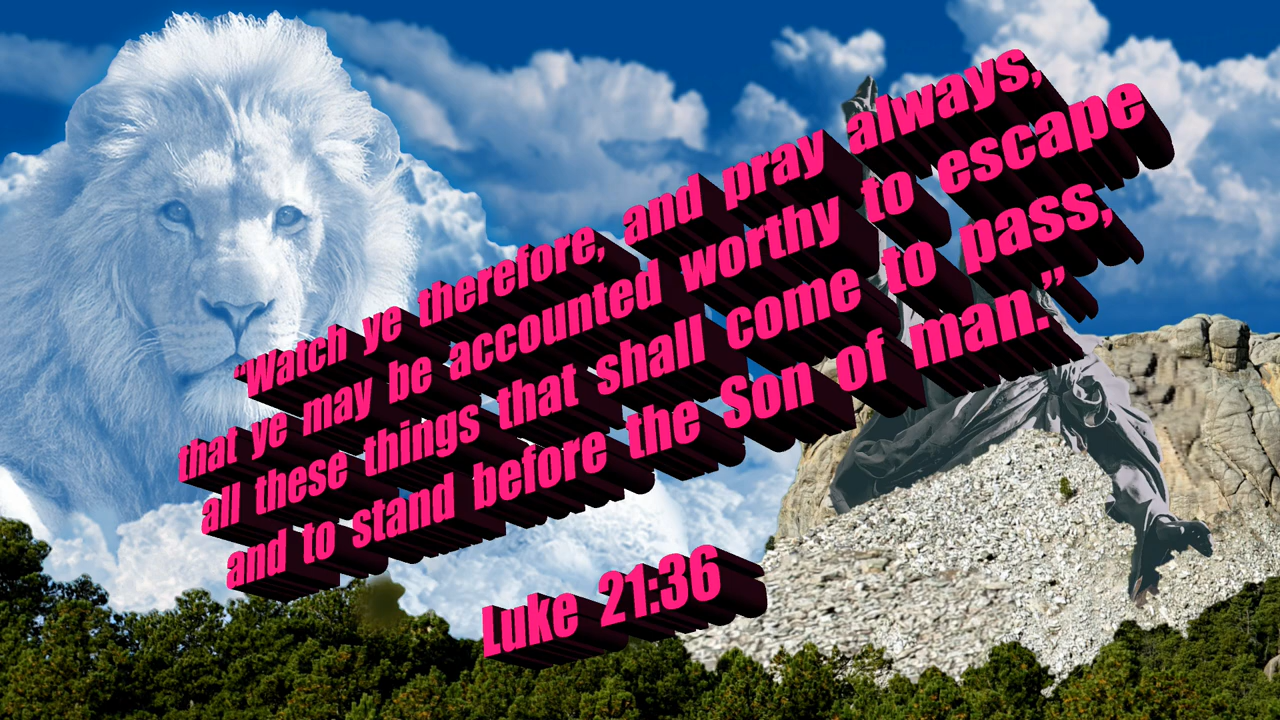 “Watch ye therefore, and pray always,
that ye may be accounted worthy to escape
all these things that shall come to pass,
and to stand before the Son of man.”
Luke 21:36